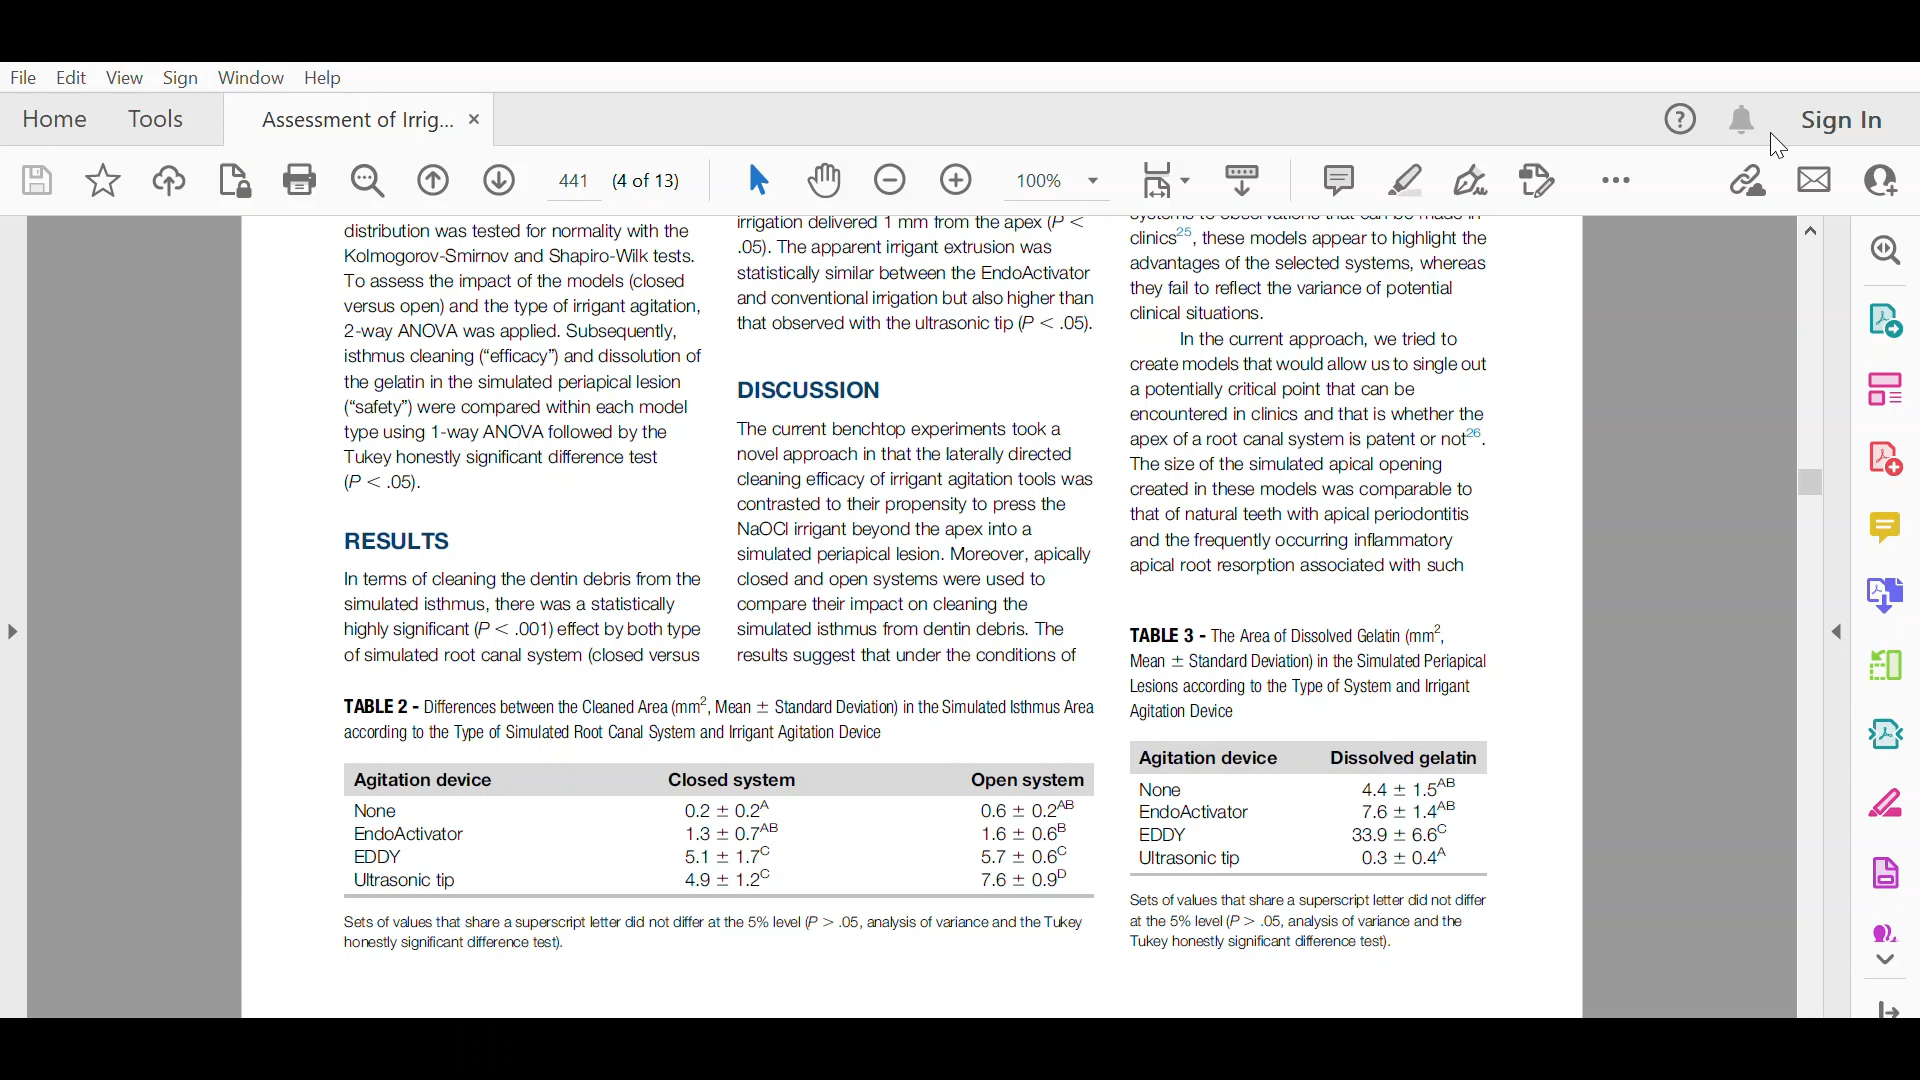 File Edit View Sign Window Help
Home Tools Assessment of Irrig... × Sign In
441 (4 of 13) 100%
distribution was tested for normality with the
Kolmogorov-Smirnov and Shapiro-Wilk tests.
To assess the impact of the models (closed
versus open) and the type of irrigant agitation,
2-way ANOVA was applied. Subsequently,
isthmus cleaning (“efficacy”) and dissolution of
the gelatin in the simulated periapical lesion
(“safety”) were compared within each model
type using 1-way ANOVA followed by the
Tukey honestly significant difference test
(P < .05).
RESULTS
In terms of cleaning the dentin debris from the
simulated isthmus, there was a statistically
highly significant (P < .001) effect by both type
of simulated root canal system (closed versus
irrigation delivered 1 mm from the apex (P <
.05). The apparent irrigant extrusion was
statistically similar between the EndoActivator
and conventional irrigation but also higher than
that observed with the ultrasonic tip (P < .05).
DISCUSSION
The current benchtop experiments took a
novel approach in that the laterally directed
cleaning efficacy of irrigant agitation tools was
contrasted to their propensity to press the
NaOCl irrigant beyond the apex into a
simulated periapical lesion. Moreover, apically
closed and open systems were used to
compare their impact on cleaning the
simulated isthmus from dentin debris. The
results suggest that under the conditions of
systems to observations that can be made in
clinics25, these models appear to highlight the
advantages of the selected systems, whereas
they fail to reflect the variance of potential
clinical situations.
In the current approach, we tried to
create models that would allow us to single out
a potentially critical point that can be
encountered in clinics and that is whether the
apex of a root canal system is patent or not26.
The size of the simulated apical opening
created in these models was comparable to
that of natural teeth with apical periodontitis
and the frequently occurring inflammatory
apical root resorption associated with such
TABLE 2 - Differences between the Cleaned Area (mm2, Mean ± Standard Deviation) in the Simulated Isthmus Area
according to the Type of Simulated Root Canal System and Irrigant Agitation Device
Agitation device Closed system Open system
None 0.2 ± 0.2A 0.6 ± 0.2AB
EndoActivator 1.3 ± 0.7AB 1.6 ± 0.6B
EDDY 5.1 ± 1.7C 5.7 ± 0.6C
Ultrasonic tip 4.9 ± 1.2C 7.6 ± 0.9D
Sets of values that share a superscript letter did not differ at the 5% level (P > .05, analysis of variance and the Tukey
honestly significant difference test).
TABLE 3 - The Area of Dissolved Gelatin (mm2,
Mean ± Standard Deviation) in the Simulated Periapical
Lesions according to the Type of System and Irrigant
Agitation Device
Agitation device Dissolved gelatin
None 4.4 ± 1.5AB
EndoActivator 7.6 ± 1.4AB
EDDY 33.9 ± 6.6C
Ultrasonic tip 0.3 ± 0.4A
Sets of values that share a superscript letter did not differ
at the 5% level (P > .05, analysis of variance and the
Tukey honestly significant difference test).